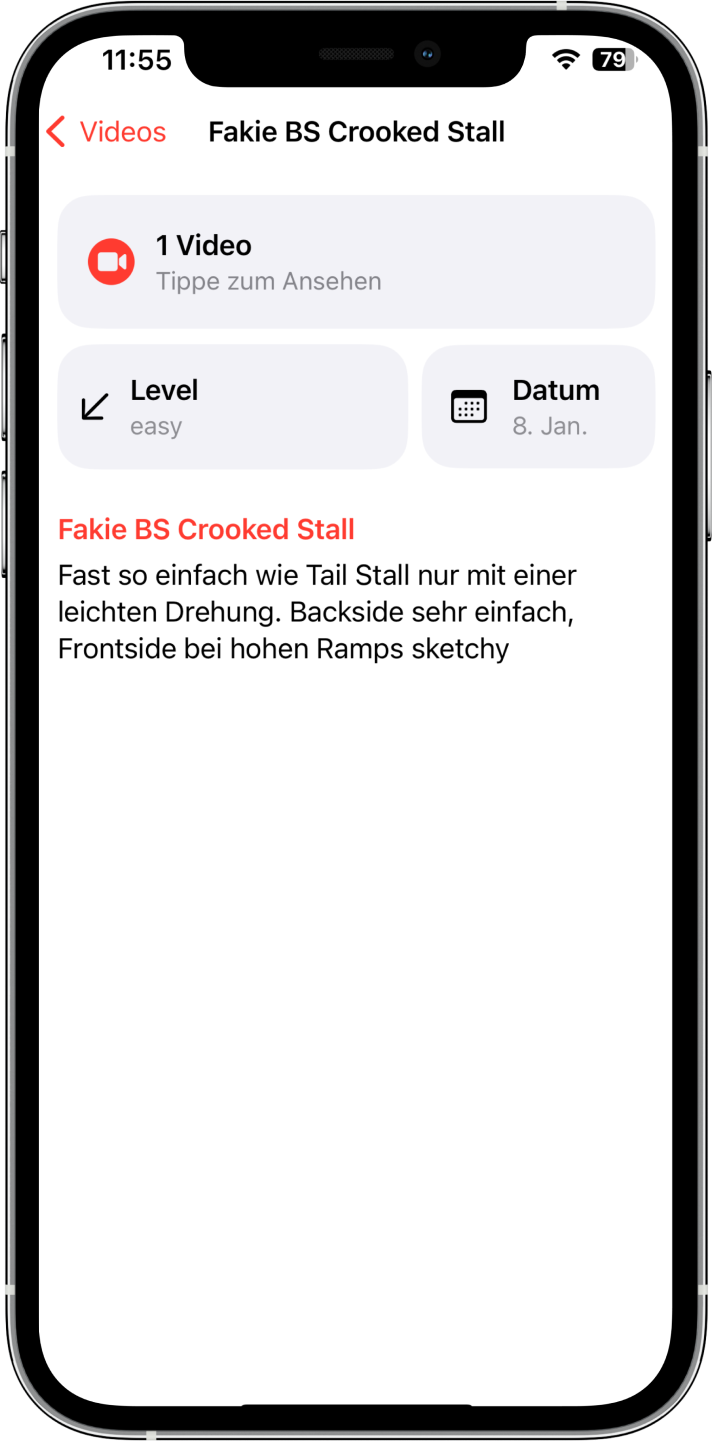 11:55
79
Videos
Fakie BS Crooked Stall
1 Video
Tippe zum Ansehen
Level
easy
Datum
8. Jan.
Fakie BS Crooked Stall
Fast so einfach wie Tail Stall nur mit einer
leichten Drehung. Backside sehr einfach,
Frontside bei hohen Ramps sketchy